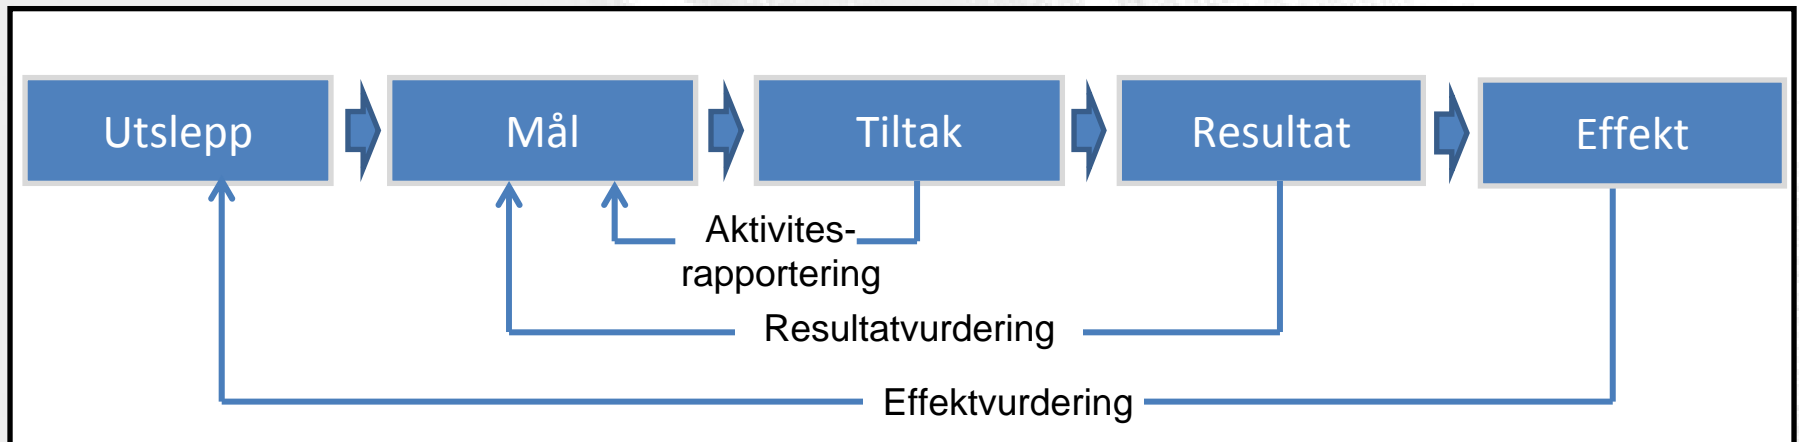 Utslepp
Mål
Tiltak
Resultat
Effekt
Aktivites-
rapportering
Resultatvurdering
Effektvurdering